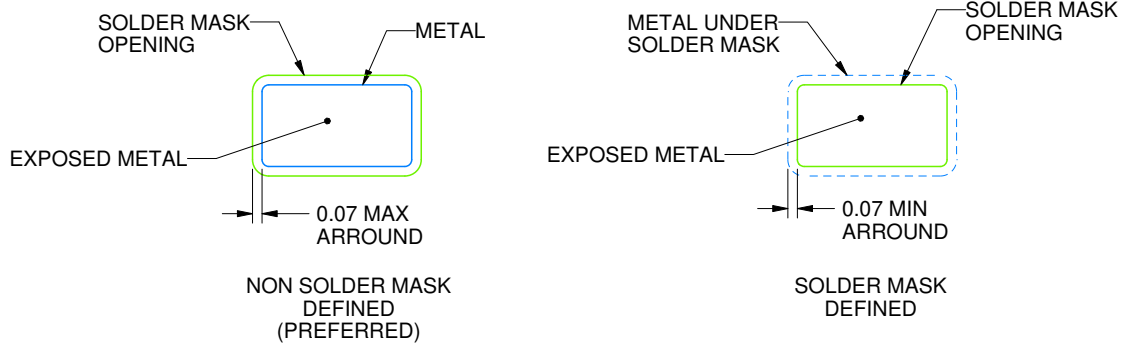 SOLDER MASK
OPENING
METAL
EXPOSED METAL
0.07 MAX
ARROUND
NON SOLDER MASK
DEFINED
(PREFERRED)
METAL UNDER
SOLDER MASK
SOLDER MASK
OPENING
EXPOSED METAL
0.07 MIN
ARROUND
SOLDER MASK
DEFINED